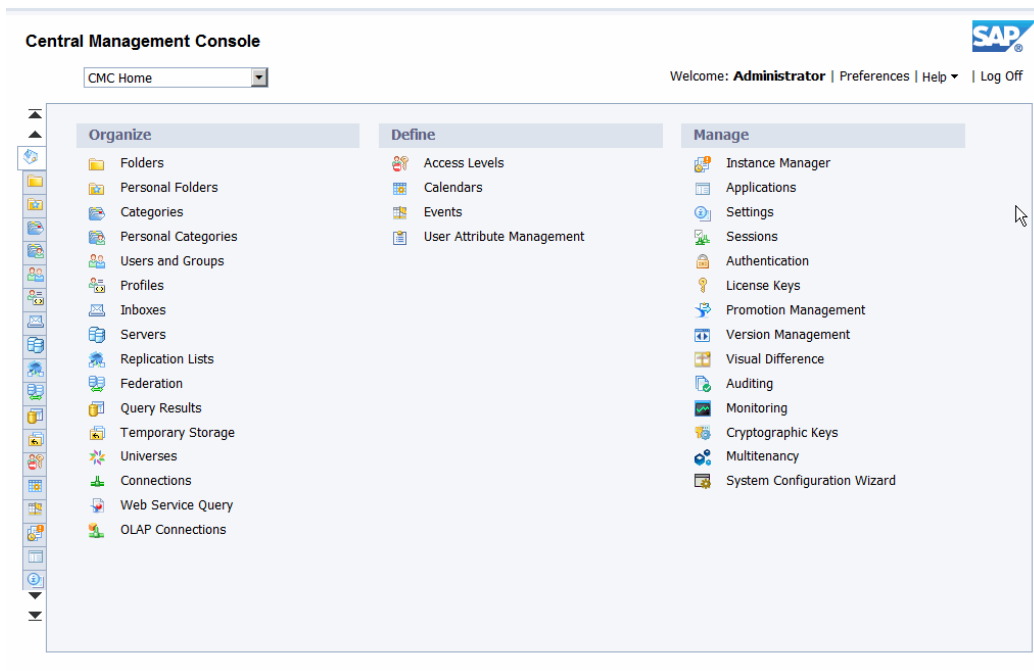 Central Management Console
SAP®
CMC Home
Welcome: Administrator | Preferences | Help | Log Off
Organize
Folders
Personal Folders
Categories
Personal Categories
Users and Groups
Profiles
Inboxes
Servers
Replication Lists
Federation
Query Results
Temporary Storage
Universes
Connections
Web Service Query
OLAP Connections
Define
Access Levels
Calendars
Events
User Attribute Management
Manage
Instance Manager
Applications
Settings
Sessions
Authentication
License Keys
Promotion Management
Version Management
Visual Difference
Auditing
Monitoring
Cryptographic Keys
Multitenancy
System Configuration Wizard